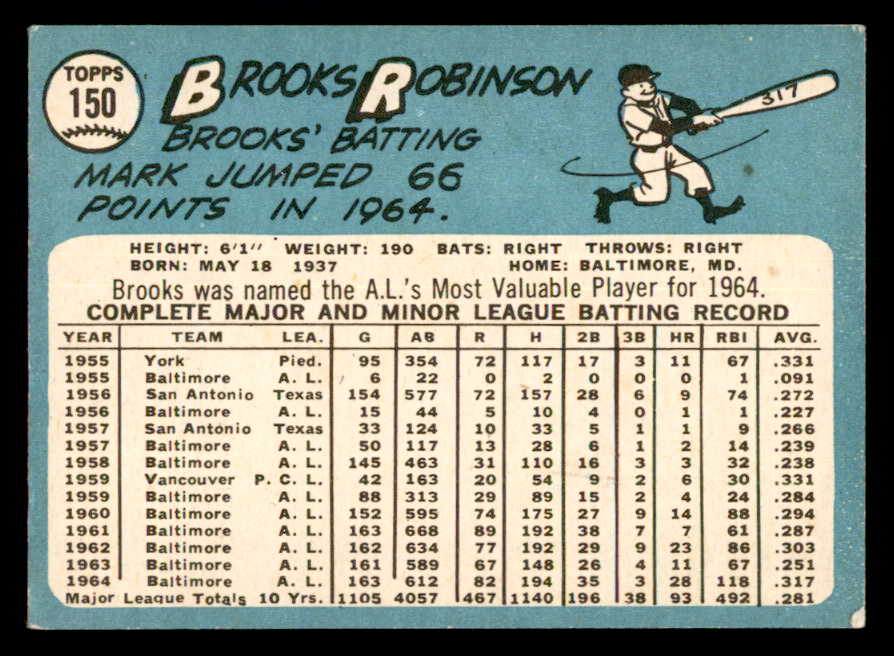 TOPPS
150
BROOKS ROBINSON
317
BROOKS' BATTING
MARK JUMPED 66
POINTS IN 1964.
HEIGHT: 6'1" WEIGHT: 190 BATS: RIGHT THROWS: RIGHT
BORN: MAY 18 1937 HOME: BALTIMORE, MD.
Brooks was named the A.L.'s Most Valuable Player for 1964.
COMPLETE MAJOR AND MINOR LEAGUE BATTING RECORD
YEAR TEAM LEA. G AB R H 2B 3B HR RBI AVG.
1955 York Pied. 95 354 72 117 17 3 11 67 .331
1955 Baltimore A. L. 6 22 0 2 0 0 0 1 .091
1956 San Antonio Texas 154 577 72 157 28 6 9 74 .272
1956 Baltimore A. L. 15 44 5 10 4 0 1 1 .227
1957 San Antonio Texas 33 124 10 33 5 1 1 9 .266
1957 Baltimore A. L. 50 117 13 28 6 1 2 14 .239
1958 Baltimore A. L. 145 463 31 110 16 3 3 32 .238
1959 Vancouver P. C. L. 42 163 20 54 9 2 6 30 .331
1959 Baltimore A. L. 88 313 29 89 15 2 4 24 .284
1960 Baltimore A. L. 152 595 74 175 27 9 14 88 .294
1961 Baltimore A. L. 163 668 89 192 38 7 7 61 .287
1962 Baltimore A. L. 162 634 77 192 29 9 23 86 .303
1963 Baltimore A. L. 161 589 67 148 26 4 11 67 .251
1964 Baltimore A. L. 163 612 82 194 35 3 28 118 .317
Major League Totals 10 Yrs. 1105 4057 467 1140 196 38 93 492 .281